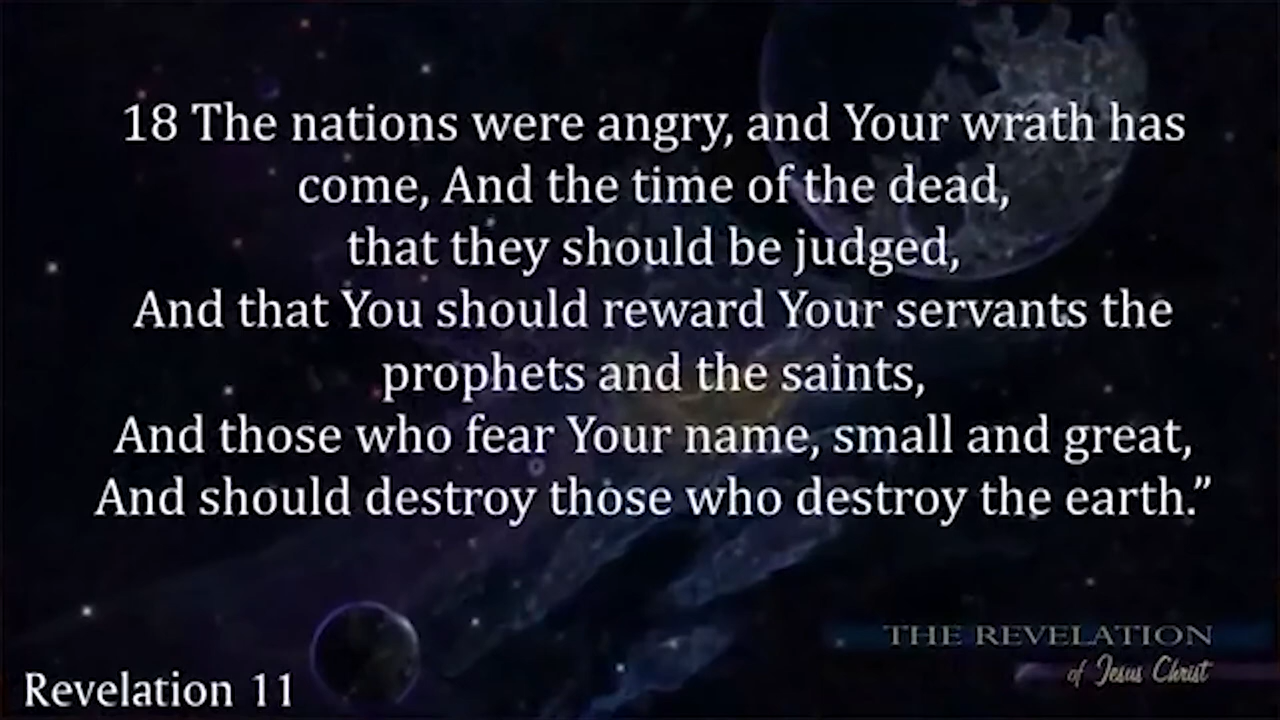 18 The nations were angry, and Your wrath has
come, And the time of the dead,
that they should be judged,
And that You should reward Your servants the
prophets and the saints,
And those who fear Your name, small and great,
And should destroy those who destroy the earth.”
THE REVELATION
of Jesus Christ
Revelation 11